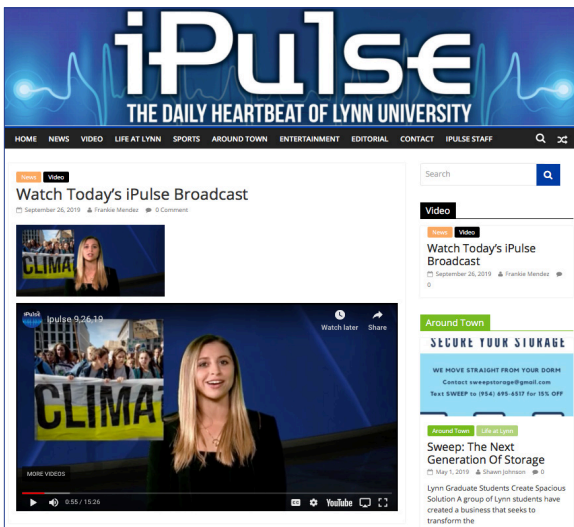 iPulse
THE DAILY HEARTBEAT OF LYNN UNIVERSITY
HOME NEWS VIDEO LIFE AT LYNN SPORTS AROUND TOWN ENTERTAINMENT EDITORIAL CONTACT IPULSE STAFF
News Video
Watch Today's iPulse Broadcast
September 26, 2019 Frankie Mendez 0 Comment
CLIMA
iPulse
Ipulse 9,26,19
Watch later Share
CLIMA
MORE VIDEOS
0:55 / 15:26
CC YouTube
Search
Video
News Video
Watch Today's iPulse
Broadcast
September 26, 2019 Frankie Mendez
0
Around Town
SECURE YOUR STORAGE
WE MOVE STRAIGHT FROM YOUR DORM
Contact sweepstorage@gmail.com
Text SWEEP to (954) 695-6517 for 15% OFF
Around Town Life at Lynn
Sweep: The Next
Generation Of Storage
May 1, 2019 Shawn Johnson 0
Lynn Graduate Students Create Spacious
Solution A group of Lynn students have
created a business that seeks to
transform the